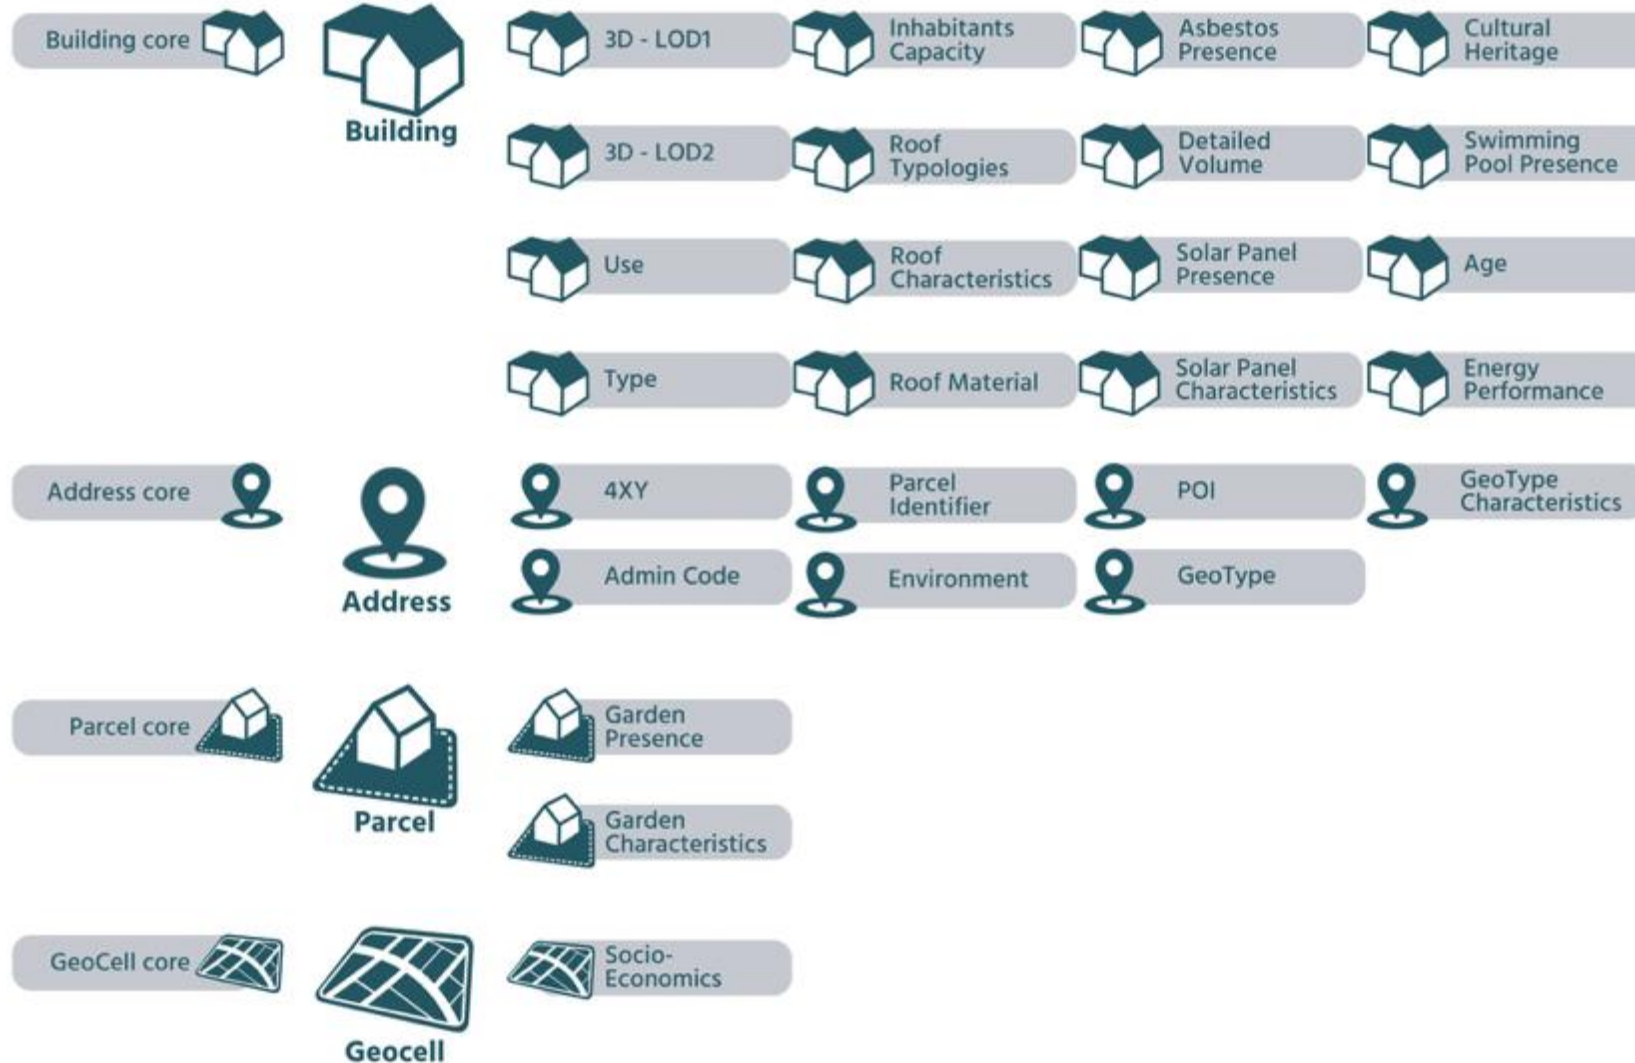 Building core
Building
3D - LOD1
Inhabitants
Capacity
Asbestos
Presence
Cultural
Heritage
3D - LOD2
Roof
Typologies
Detailed
Volume
Swimming
Pool Presence
Use
Roof
Characteristics
Solar Panel
Presence
Age
Type
Roof Material
Solar Panel
Characteristics
Energy
Performance
Address core
Address
4XY
Parcel
Identifier
POI
GeoType
Characteristics
Admin Code
Environment
GeoType
Parcel core
Parcel
Garden
Presence
Garden
Characteristics
GeoCell core
Geocell
Socio-
Economics